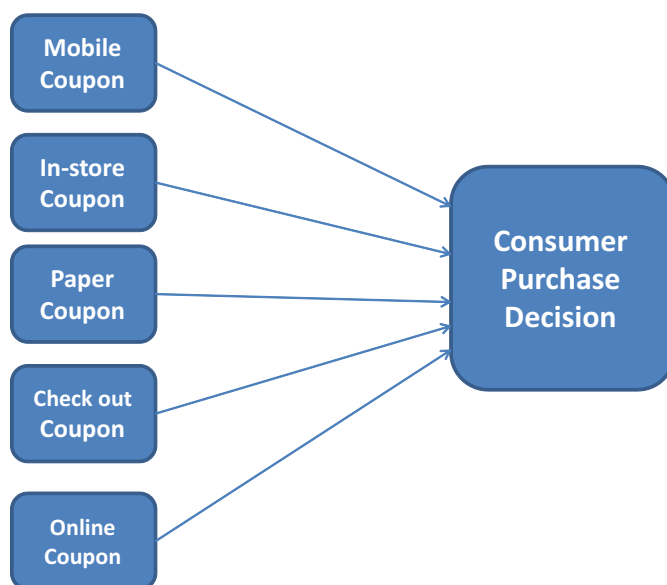 Mobile
Coupon
In-store
Coupon
Paper
Coupon
Check out
Coupon
Online
Coupon
Consumer
Purchase
Decision